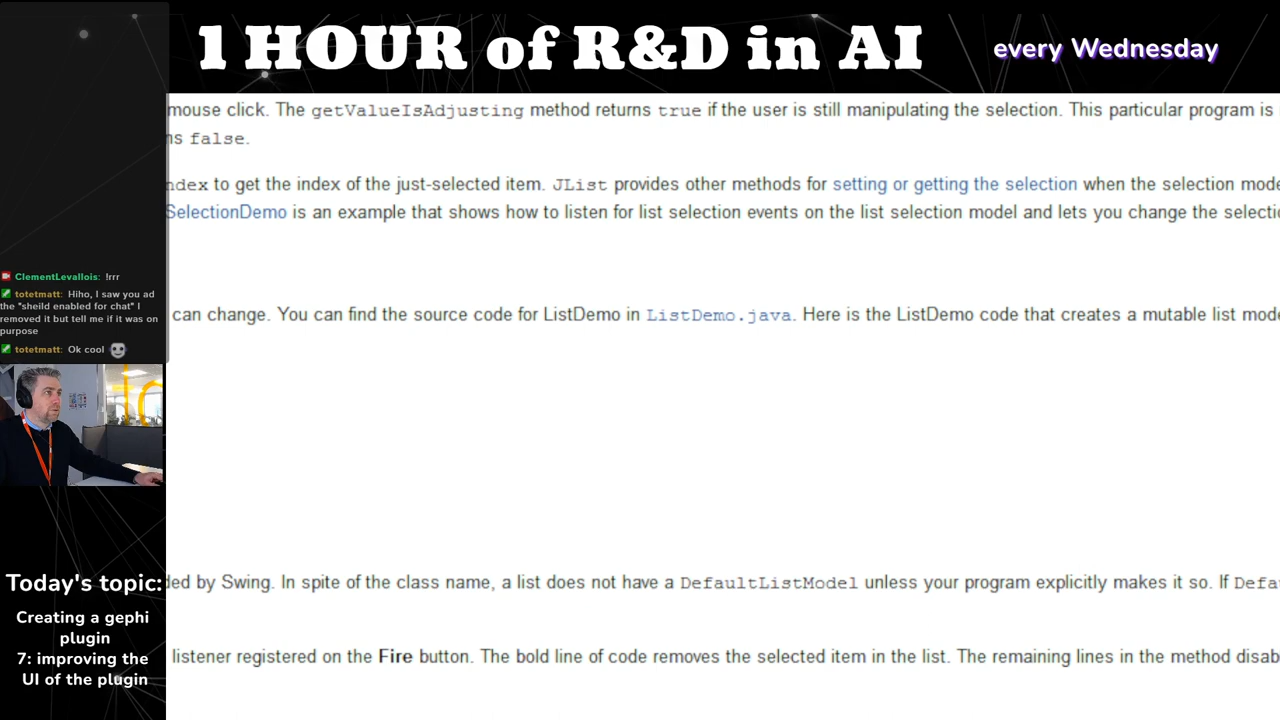 1 HOUR of R&D in AI
every Wednesday
mouse click. The getValueIsAdjusting method returns true if the user is still manipulating the selection. This particular program is
ns false.
ndex to get the index of the just-selected item. JList provides other methods for setting or getting the selection when the selection mode
SelectionDemo is an example that shows how to listen for list selection events on the list selection model and lets you change the selectio
can change. You can find the source code for ListDemo in ListDemo.java. Here is the ListDemo code that creates a mutable list mode
ded by Swing. In spite of the class name, a list does not have a DefaultListModel unless your program explicitly makes it so. If Defau
listener registered on the Fire button. The bold line of code removes the selected item in the list. The remaining lines in the method disab
ClementLevallois: !rrr
totetmatt: Hiho, I saw you ad
the "sheild enabled for chat" I
removed it but tell me if it was on
purpose
totetmatt: Ok cool
Today's topic:
Creating a gephi
plugin
7: improving the
UI of the plugin